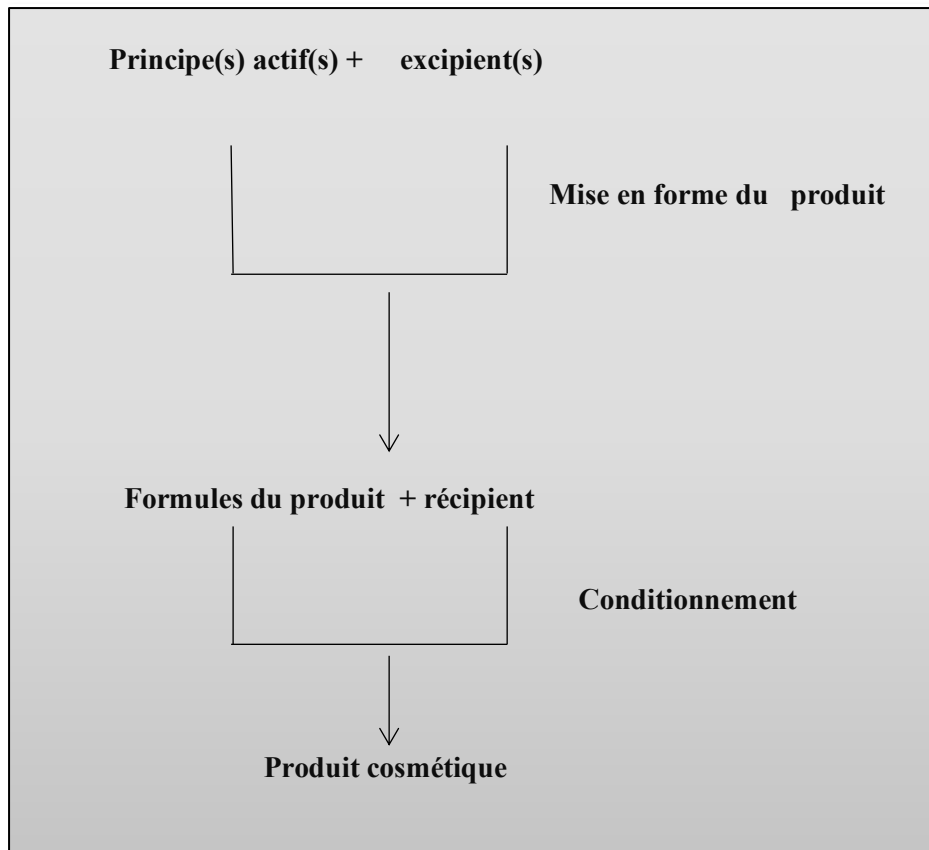 Principe(s) actif(s) + excipient(s)
Mise en forme du produit
Formules du produit + récipient
Conditionnement
Produit cosmétique